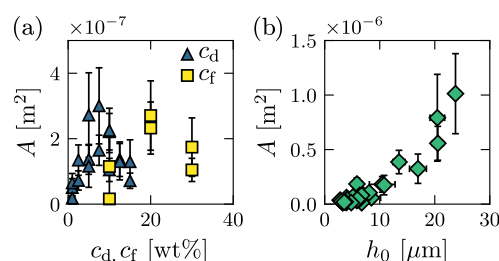 (a)
×10⁻⁷
4
2
0
A [m²]
c_d
c_f
0 20 40
c_d, c_f [wt%]
(b)
×10⁻⁶
1.5
1.0
0.5
0.0
A [m²]
0 10 20 30
h₀ [μm]